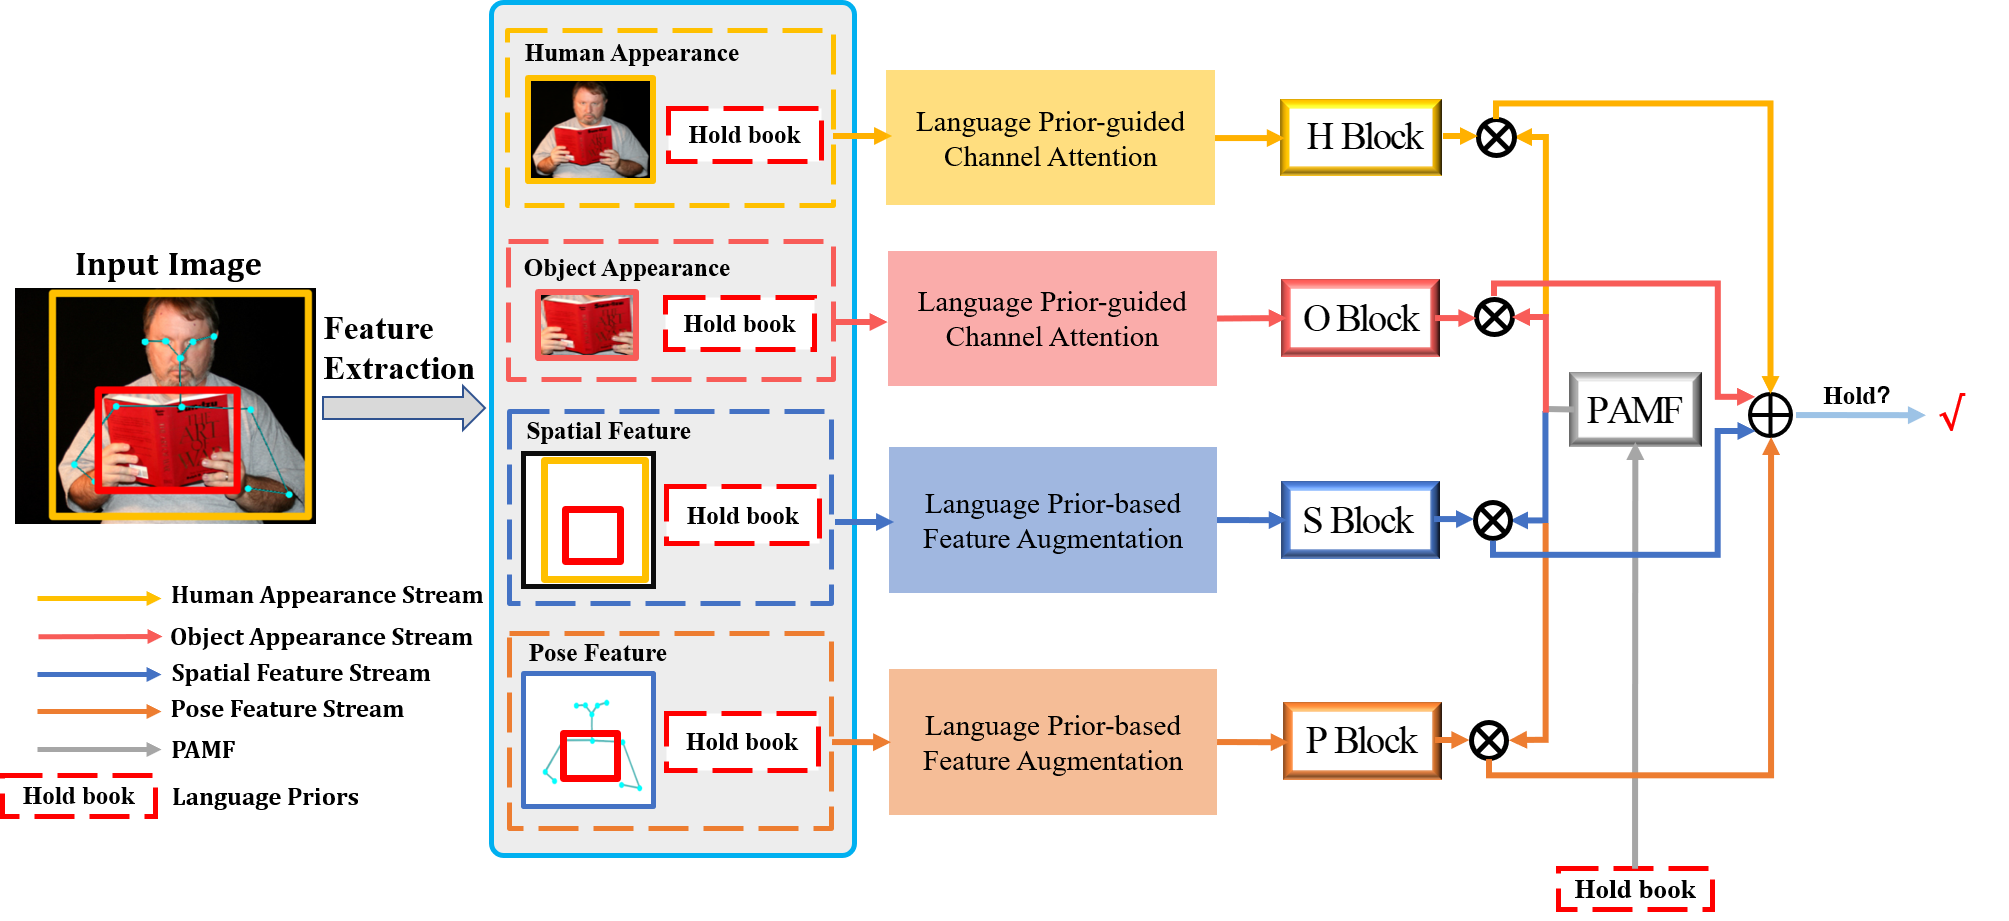 Input Image
Feature
Extraction
Human Appearance
Hold book
Object Appearance
Hold book
Spatial Feature
Hold book
Pose Feature
Hold book
Language Prior-guided
Channel Attention
Language Prior-guided
Channel Attention
Language Prior-based
Feature Augmentation
Language Prior-based
Feature Augmentation
H Block
O Block
S Block
P Block
PAMF
Hold?
√
Hold book
Human Appearance Stream
Object Appearance Stream
Spatial Feature Stream
Pose Feature Stream
PAMF
Hold book
Language Priors